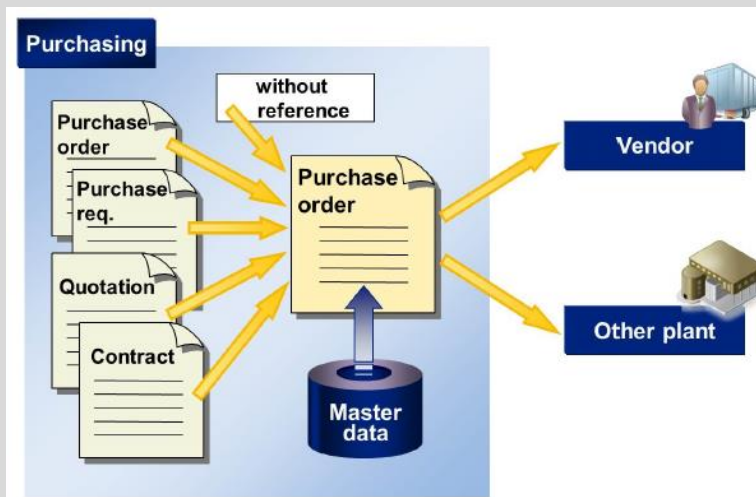 Purchasing
without
reference
Purchase
order
Purchase
req.
Quotation
Contract
Purchase
order
Master
data
Vendor
Other plant